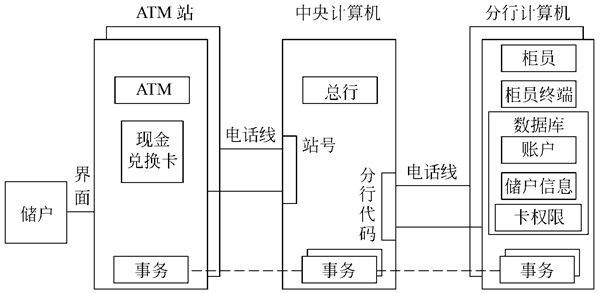 ATM 站
中央计算机
分行计算机
ATM
总行
柜员
柜员终端
数据库
现金
兑换卡
电话线
站号
账户
界面
分行代码
电话线
储户信息
储户
卡权限
事务
事务
事务